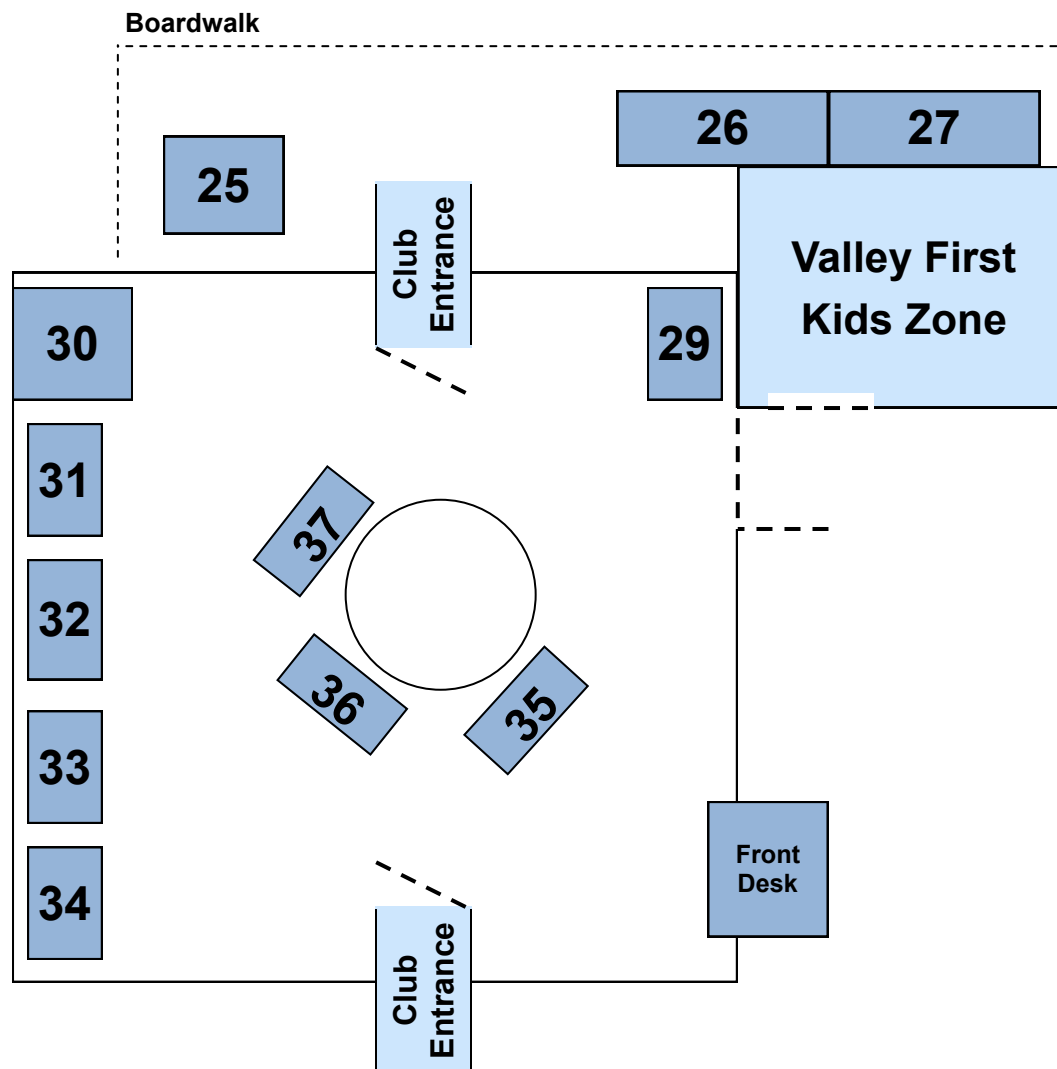 Boardwalk
26
27
25
Club
Entrance
Valley First
Kids Zone
30
29
31
37
32
36
35
33
34
Front
Desk
Club
Entrance